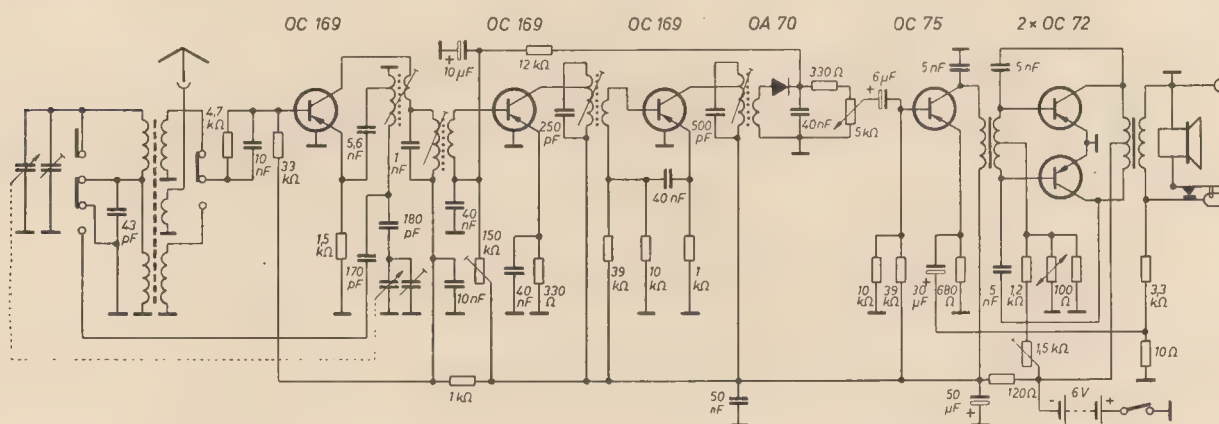 OC 169
OC 169
OC 169
OA 70
OC 75
2 × OC 72
+
10 µF
12 kΩ
330 Ω
6 µF
+
5 nF
5 nF
4,7 kΩ
10 nF
33 kΩ
5,6 nF
1 nF
250 pF
500 pF
40 nF
5 kΩ
43 pF
1,5 kΩ
170 pF
180 pF
40 nF
10 nF
150 kΩ
40 nF
330 Ω
39 kΩ
10 kΩ
40 nF
1 kΩ
10 kΩ
39 kΩ
+
30 µF
680 Ω
5 nF
1,2 kΩ
100 Ω
3,3 kΩ
1,5 kΩ
10 Ω
1 kΩ
50 nF
50 µF
+
120 Ω
- 6 V +